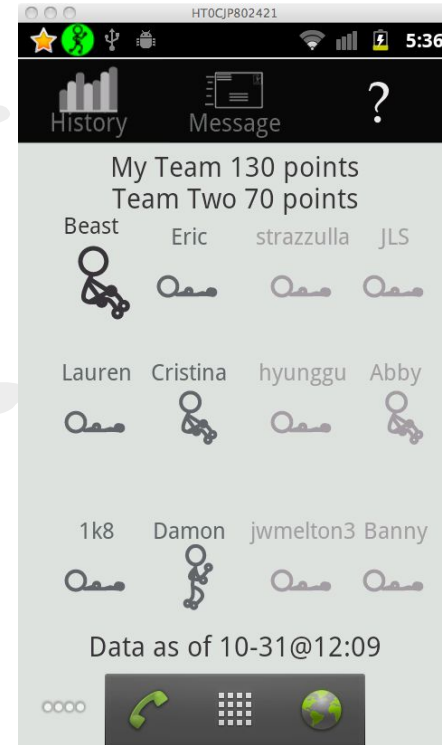 HT0CJP802421
5:36
History Message ?
My Team 130 points
Team Two 70 points
Beast Eric strazzulla JLS
Lauren Cristina hyunggu Abby
1k8 Damon jwmelton3 Banny
Data as of 10-31@12:09